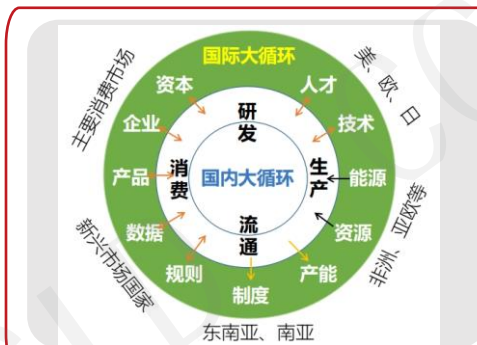 国际大循环
资本
人才
企业
技术
产品
能源
数据
资源
规则
产能
制度
研发
消费
生产
流通
国内大循环
主要消费市场
美、欧、日
新兴市场国家
非洲、亚欧等
东南亚、南亚